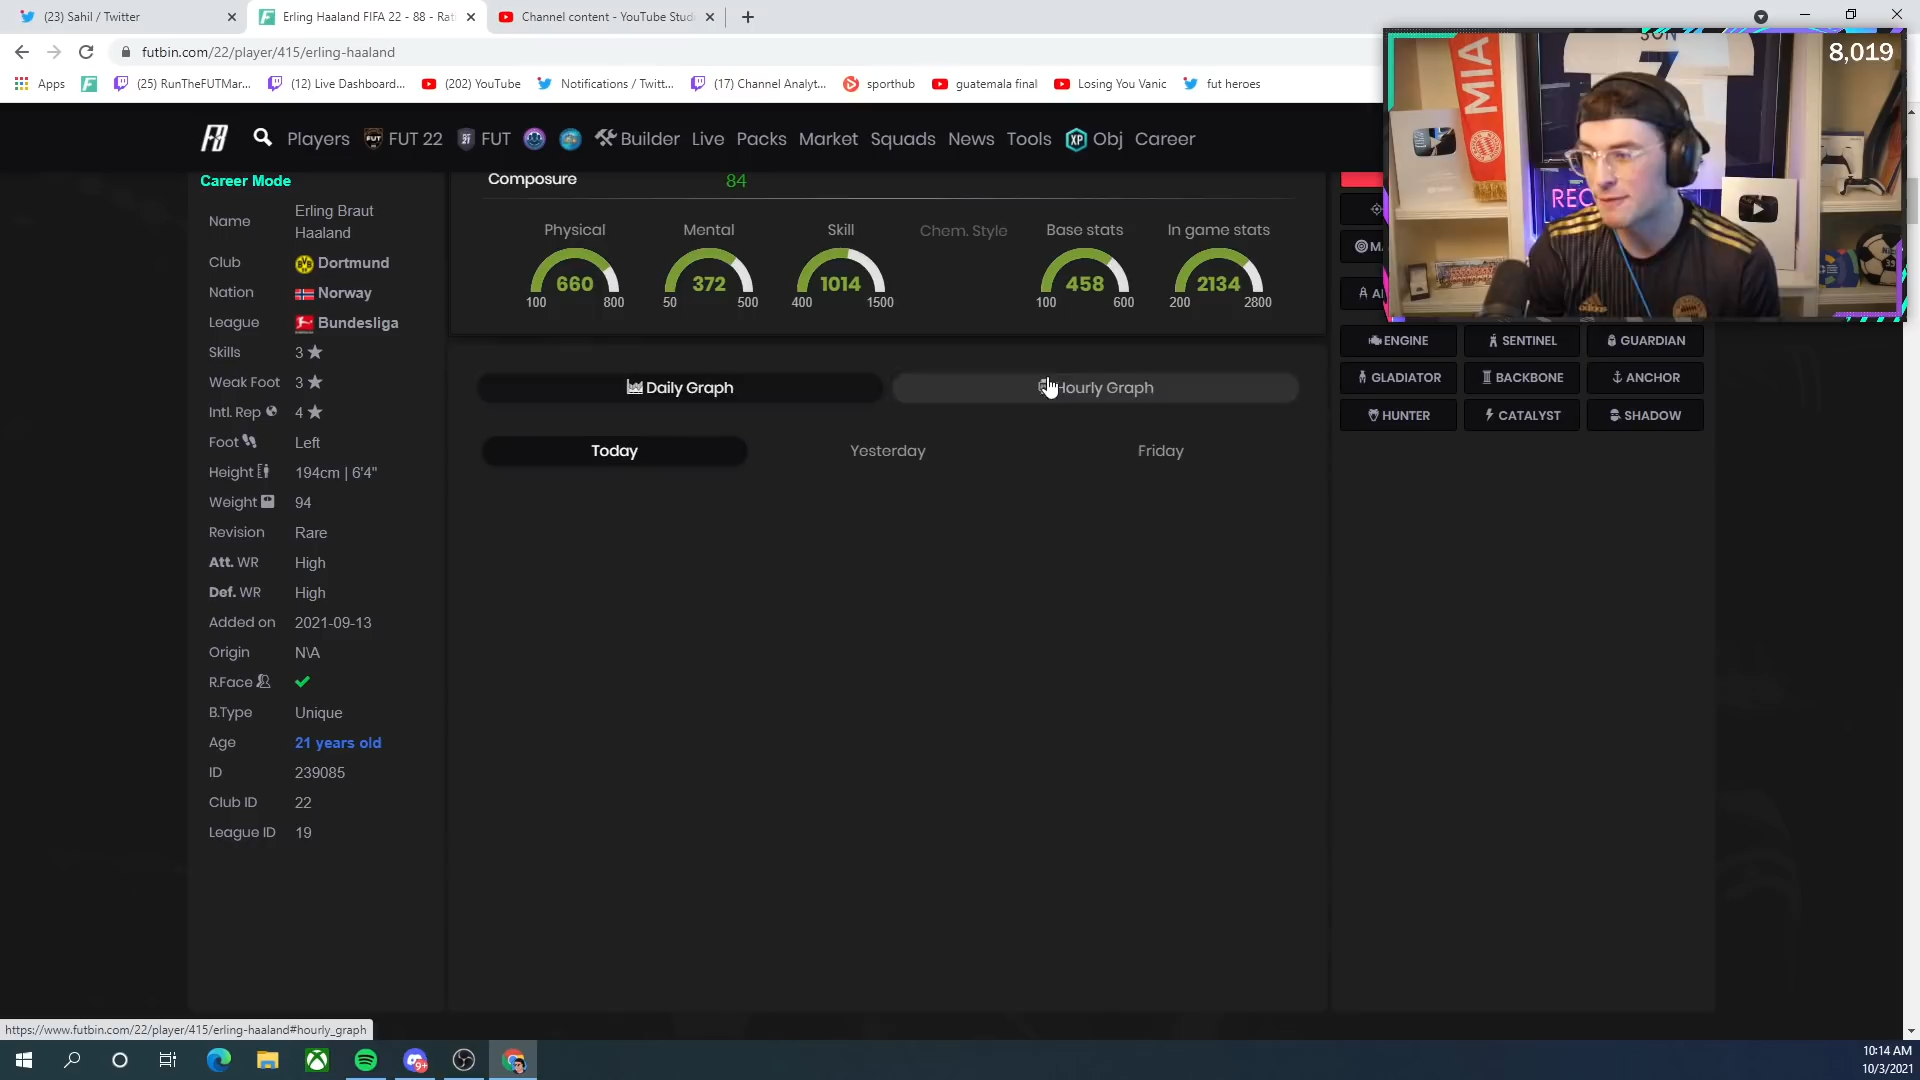 (23) Sahil / Twitter
Erling Haaland FIFA 22 - 88 - Rat
Channel content - YouTube Stud
futbin.com/22/player/415/erling-haaland
Apps
(25) RunTheFUTMar...
(12) Live Dashboard...
(202) YouTube
Notifications / Twitt...
(17) Channel Analyt...
sporthub
guatemala final
Losing You Vanic
fut heroes
8,019
SON
7
MIA
REC
Players
FUT 22
FUT
Builder
Live
Packs
Market
Squads
News
Tools
XP
Obj
Career
Career Mode
Name Erling Braut
Haaland
Club Dortmund
Nation Norway
League Bundesliga
Skills 3
Weak Foot 3
Intl. Rep 4
Foot Left
Height 194cm | 6'4"
Weight 94
Revision Rare
Att. WR High
Def. WR High
Added on 2021-09-13
Origin N\A
R.Face
B.Type Unique
Age 21 years old
ID 239085
Club ID 22
League ID 19
Composure 84
Physical Mental Skill Chem. Style Base stats In game stats
660 372 1014 458 2134
100 800 50 500 400 1500 100 600 200 2800
Daily Graph
Hourly Graph
Today Yesterday Friday
ENGINE SENTINEL GUARDIAN
GLADIATOR BACKBONE ANCHOR
HUNTER CATALYST SHADOW
https://www.futbin.com/22/player/415/erling-haaland#hourly_graph
9+
10:14 AM
10/3/2021